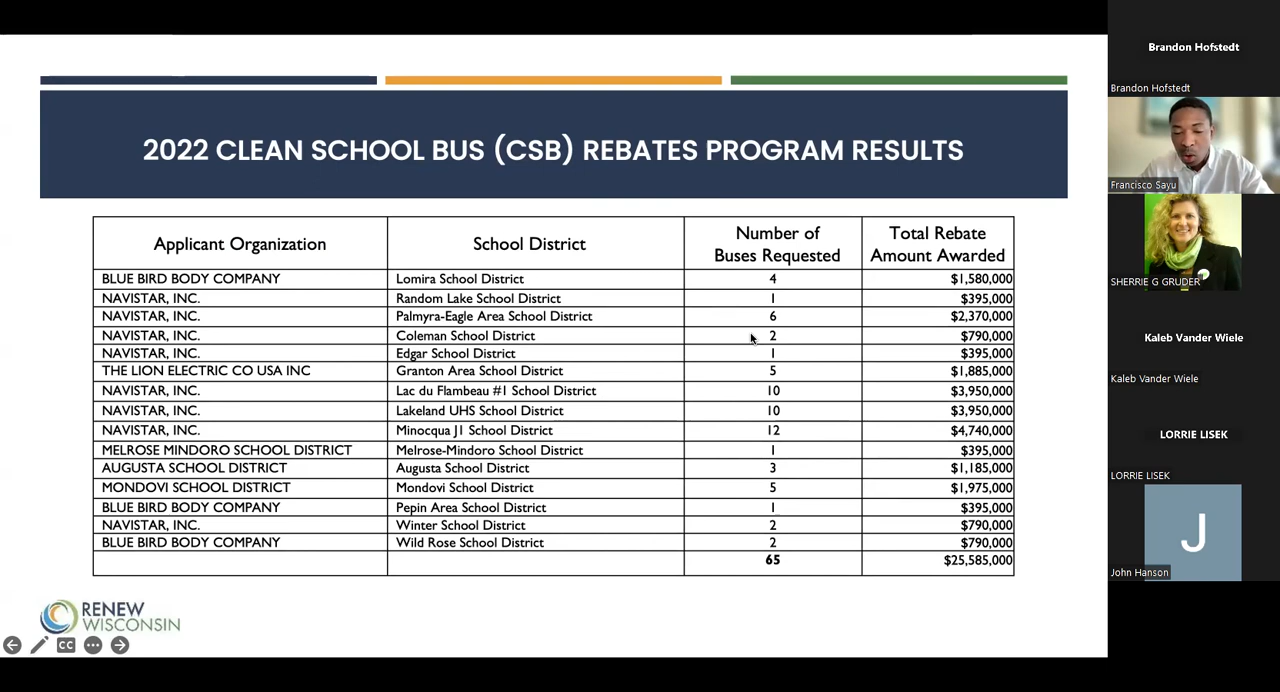 2022 CLEAN SCHOOL BUS (CSB) REBATES PROGRAM RESULTS
Applicant Organization School District Number of Buses Requested Total Rebate Amount Awarded
BLUE BIRD BODY COMPANY Lomira School District 4 $1,580,000
NAVISTAR, INC. Random Lake School District 1 $395,000
NAVISTAR, INC. Palmyra-Eagle Area School District 6 $2,370,000
NAVISTAR, INC. Coleman School District 2 $790,000
NAVISTAR, INC. Edgar School District 1 $395,000
THE LION ELECTRIC CO USA INC Granton Area School District 5 $1,885,000
NAVISTAR, INC. Lac du Flambeau #1 School District 10 $3,950,000
NAVISTAR, INC. Lakeland UHS School District 10 $3,950,000
NAVISTAR, INC. Minocqua J1 School District 12 $4,740,000
MELROSE MINDORO SCHOOL DISTRICT Melrose-Mindoro School District 1 $395,000
AUGUSTA SCHOOL DISTRICT Augusta School District 3 $1,185,000
MONDOVI SCHOOL DISTRICT Mondovi School District 5 $1,975,000
BLUE BIRD BODY COMPANY Pepin Area School District 1 $395,000
NAVISTAR, INC. Winter School District 2 $790,000
BLUE BIRD BODY COMPANY Wild Rose School District 2 $790,000
65 $25,585,000
RENEW
WISCONSIN
CC
Brandon Hofstedt
Brandon Hofstedt
Francisco Sayu
SHERRIE G GRUDER
Kaleb Vander Wiele
Kaleb Vander Wiele
LORRIE LISEK
LORRIE LISEK
J
John Hanson